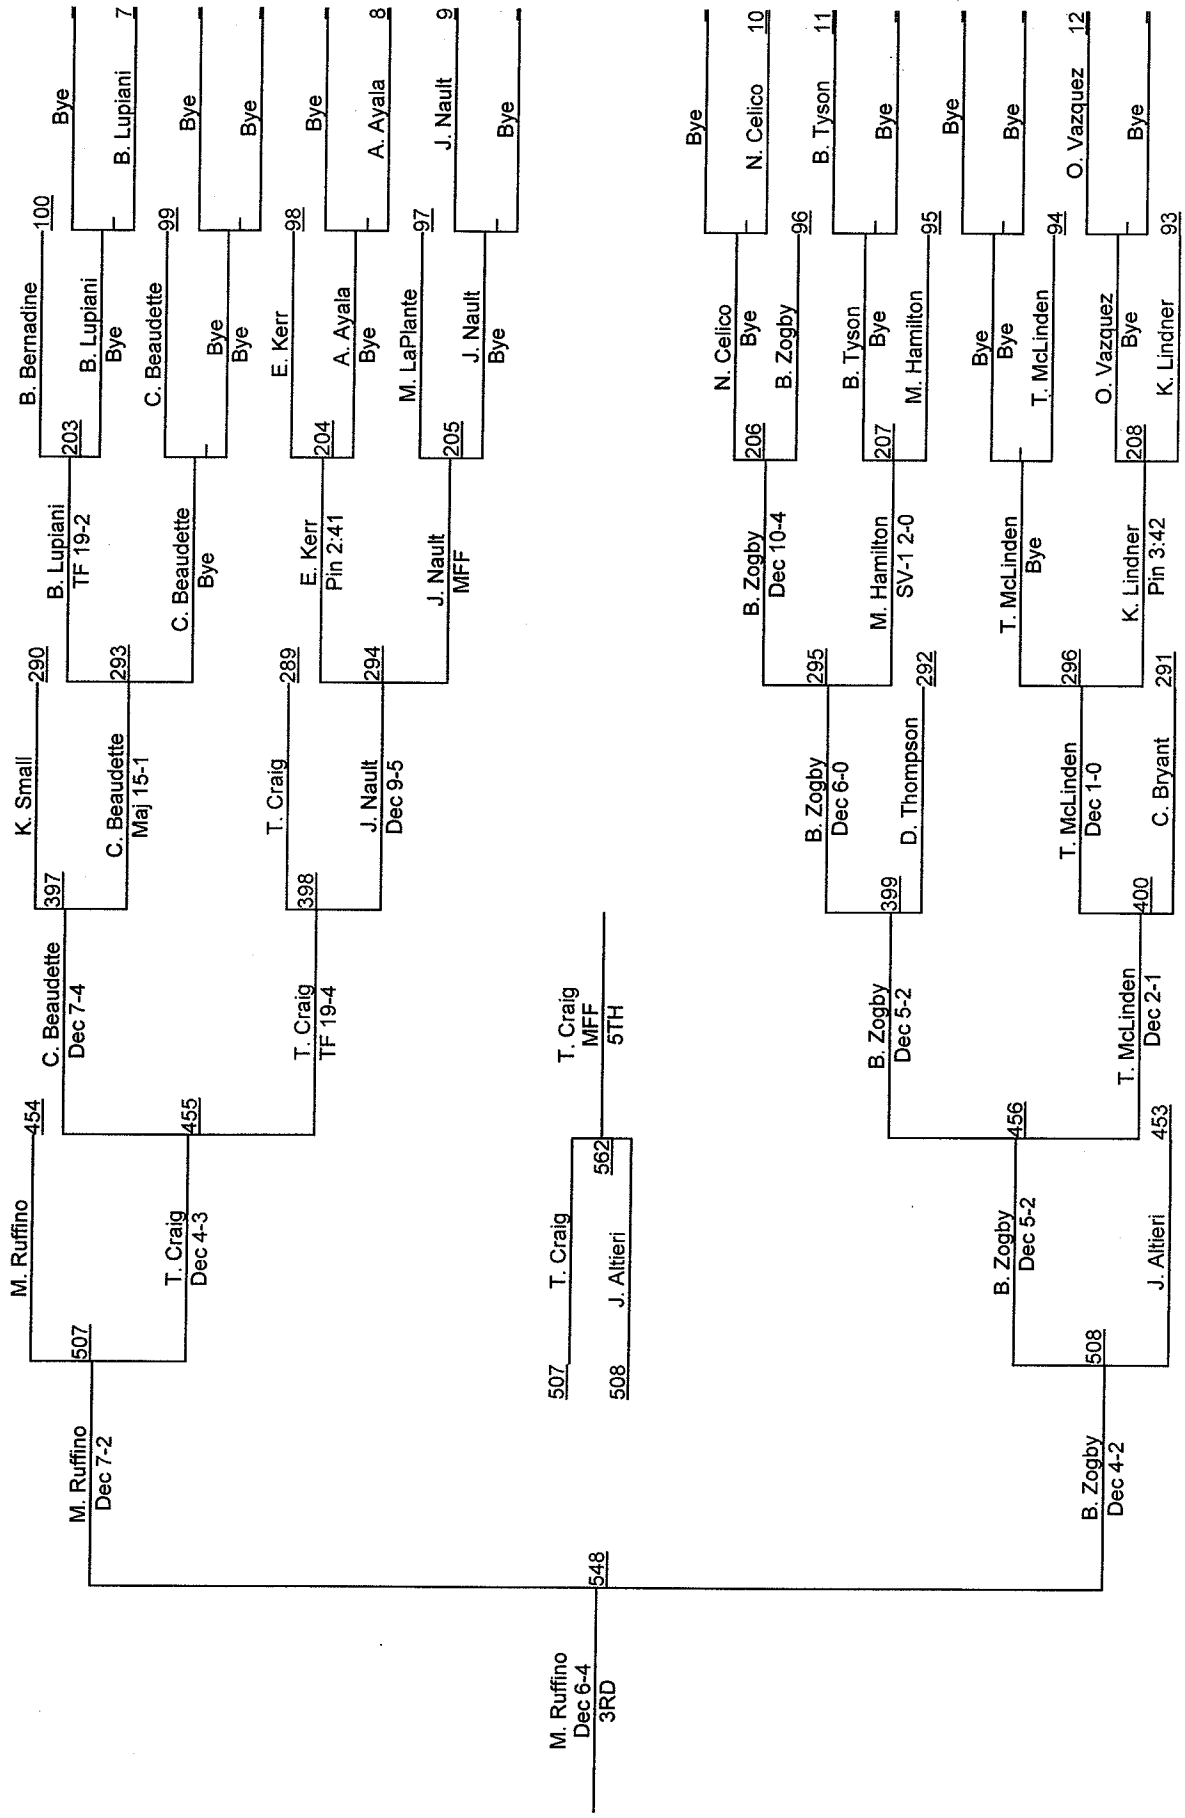 Bye
7
B. Lupiani
Bye
Bye
Bye
8
A. Ayala
9
J. Nault
Bye
Bye
10
N. Celico
11
B. Tyson
Bye
Bye
Bye
12
O. Vazquez
Bye
100
B. Bernadine
B. Lupiani
Bye
99
C. Beaudette
Bye
Bye
98
E. Kerr
A. Ayala
Bye
97
M. LaPlante
J. Nault
Bye
N. Celico
Bye
96
B. Zogby
B. Tyson
Bye
95
M. Hamilton
Bye
Bye
94
T. McLinden
O. Vazquez
Bye
93
K. Lindner
203
B. Lupiani
TF 19-2
C. Beaudette
Bye
204
E. Kerr
Pin 2:41
205
J. Nault
MFF
206
B. Zogby
Dec 10-4
207
M. Hamilton
SV-1 2-0
T. McLinden
Bye
208
K. Lindner
Pin 3:42
290
K. Small
293
C. Beaudette
Maj 15-1
289
T. Craig
294
J. Nault
Dec 9-5
295
B. Zogby
Dec 6-0
292
D. Thompson
296
T. McLinden
Dec 1-0
291
C. Bryant
397
C. Beaudette
Dec 7-4
398
T. Craig
TF 19-4
399
B. Zogby
Dec 5-2
400
T. McLinden
Dec 2-1
454
M. Ruffino
455
T. Craig
Dec 4-3
456
B. Zogby
Dec 5-2
453
J. Altieri
T. Craig
MFF
5TH
562
T. Craig
J. Altieri
507
508
507
M. Ruffino
Dec 7-2
508
B. Zogby
Dec 4-2
548
M. Ruffino
Dec 6-4
3RD